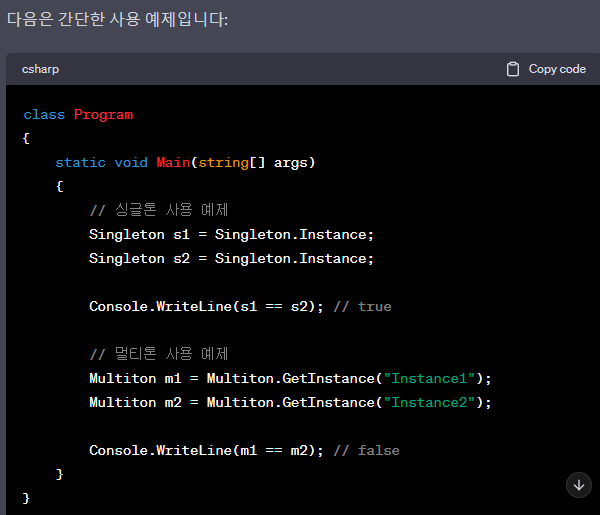 다음은 간단한 사용 예제입니다:
csharp
Copy code
class Program
{
    static void Main(string[] args)
    {
        // 싱글톤 사용 예제
        Singleton s1 = Singleton.Instance;
        Singleton s2 = Singleton.Instance;
        Console.WriteLine(s1 == s2); // true
        // 멀티톤 사용 예제
        Multiton m1 = Multiton.GetInstance("Instance1");
        Multiton m2 = Multiton.GetInstance("Instance2");
        Console.WriteLine(m1 == m2); // false
    }
}